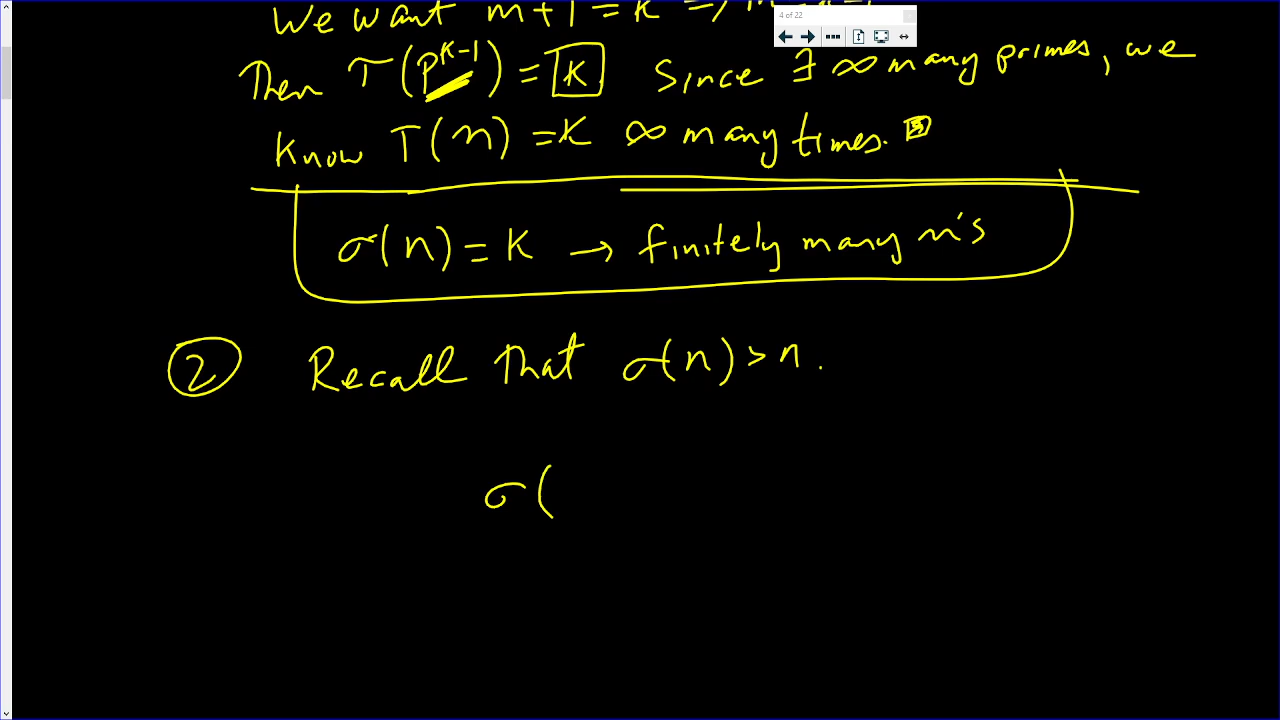 We want m+1 = K
4 of 22
Then τ(p^{K-1}) = K Since ∃ ∞ many primes, we
Know τ(n) = K ∞ many times.
σ(n) = K → finitely many n's
② Recall that σ(n) > n.
σ(